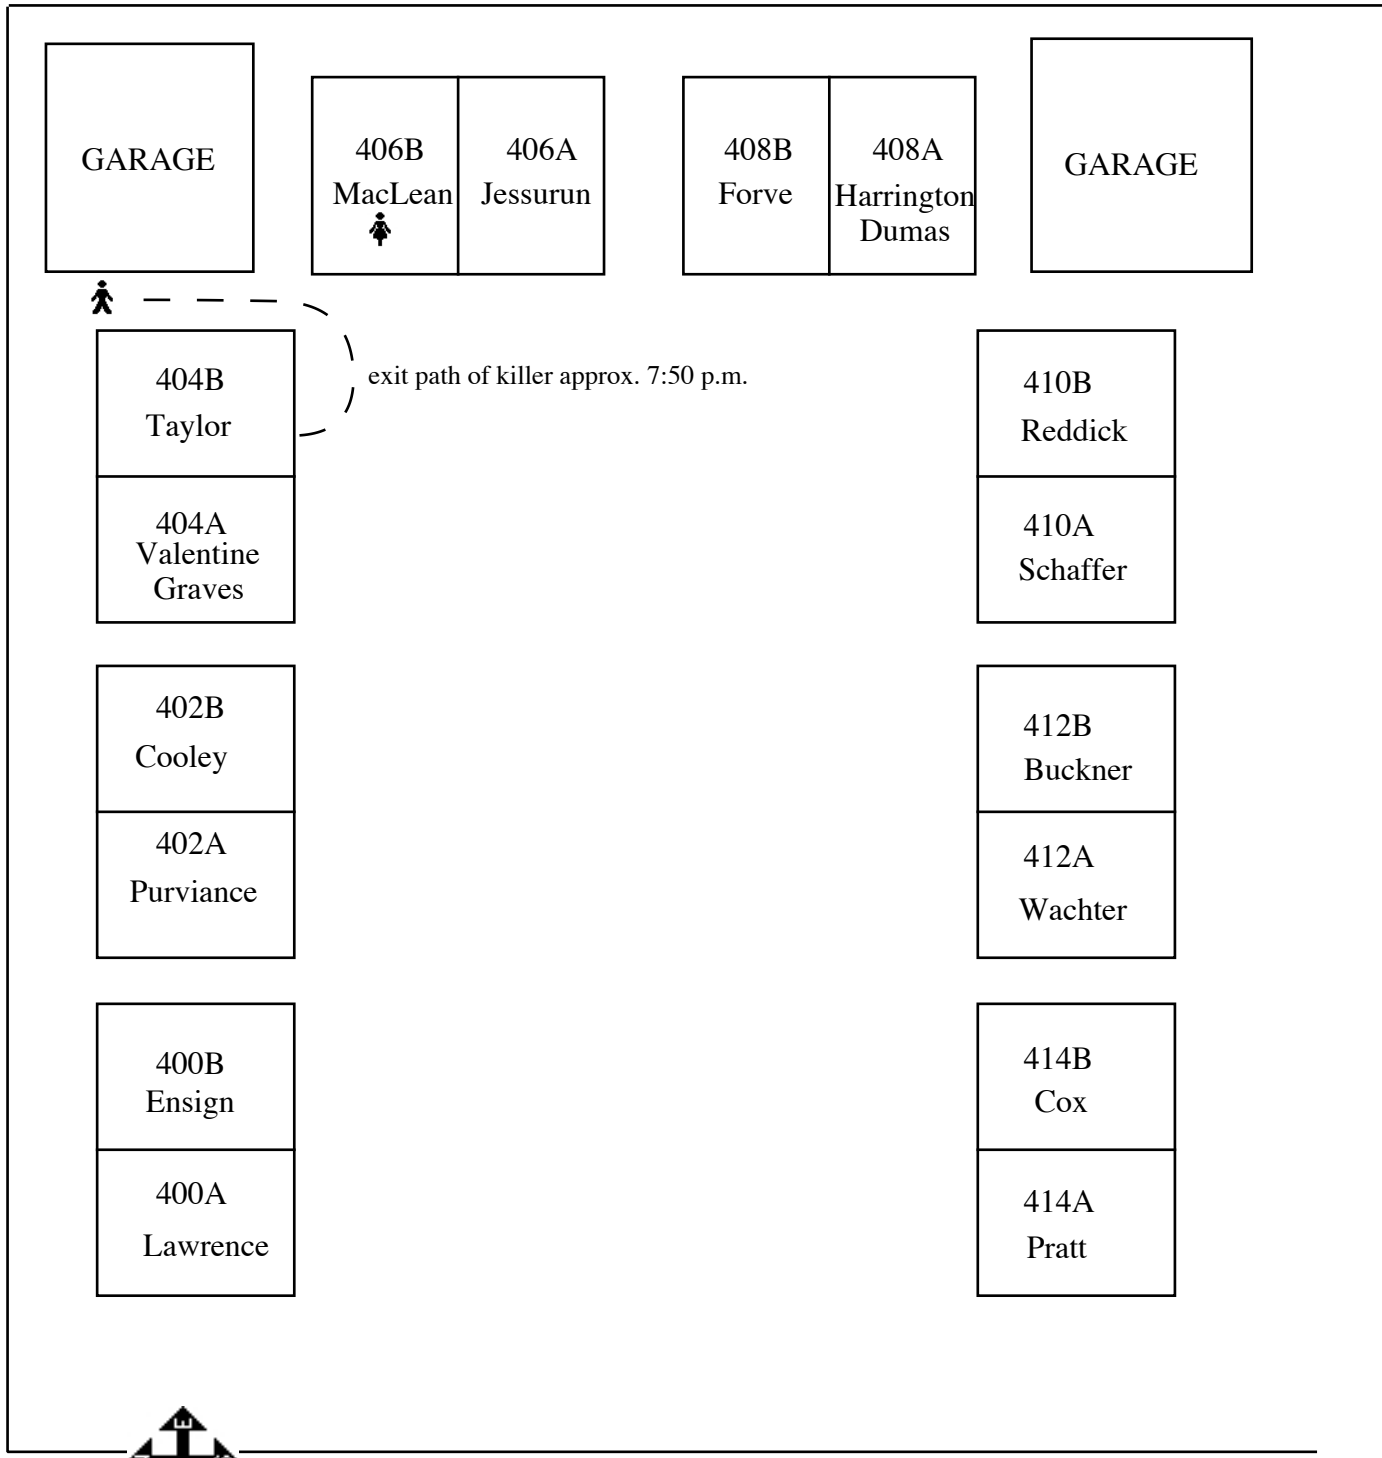 GARAGE
406B
MacLean
406A
Jessurun
408B
Forve
408A
Harrington
Dumas
GARAGE
exit path of killer approx. 7:50 p.m.
404B
Taylor
404A
Valentine
Graves
402B
Cooley
402A
Purviance
400B
Ensign
400A
Lawrence
410B
Reddick
410A
Schaffer
412B
Buckner
412A
Wachter
414B
Cox
414A
Pratt
E